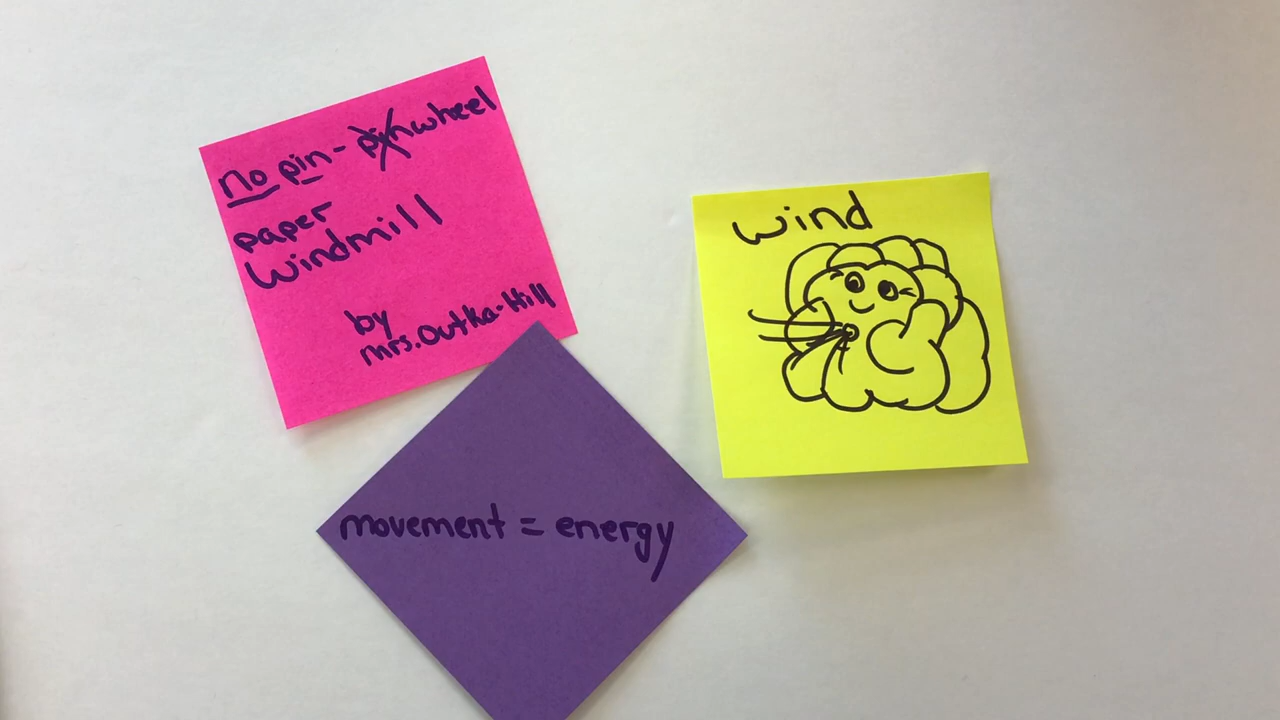 no pin- pinwheel
paper
windmill
by
mrs. Outka-Hill
wind
movement = energy